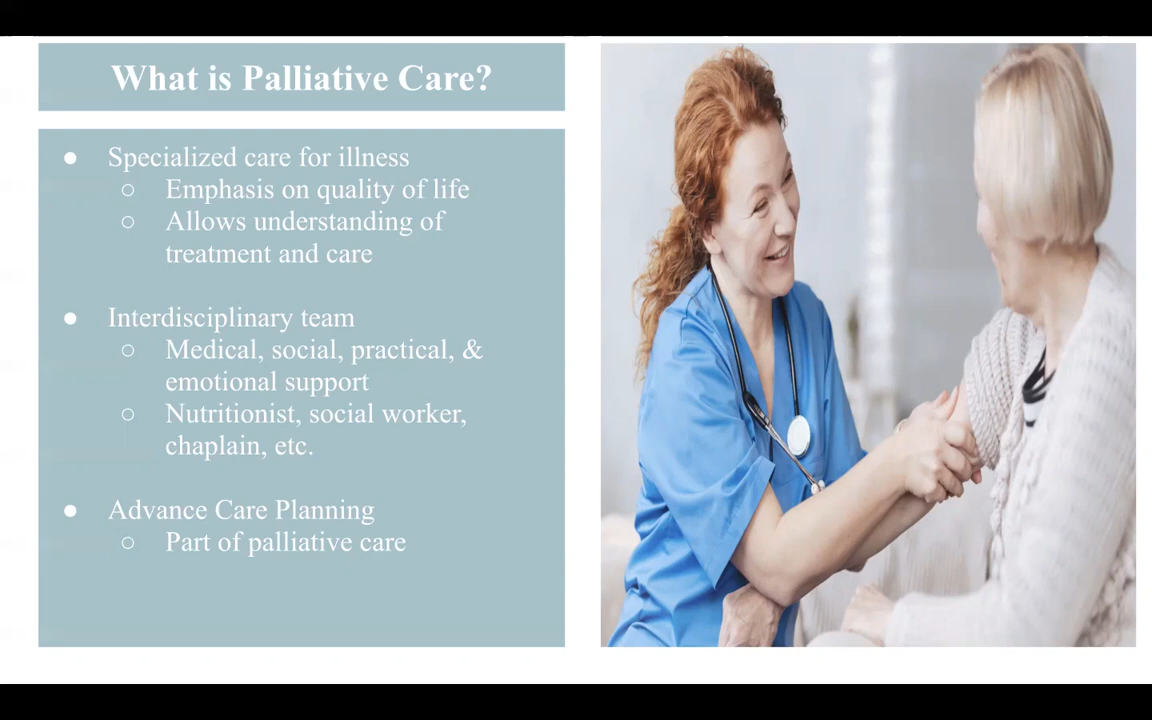 What is Palliative Care?
● Specialized care for illness
○ Emphasis on quality of life
○ Allows understanding of
treatment and care
● Interdisciplinary team
○ Medical, social, practical, &
emotional support
○ Nutritionist, social worker,
chaplain, etc.
● Advance Care Planning
○ Part of palliative care